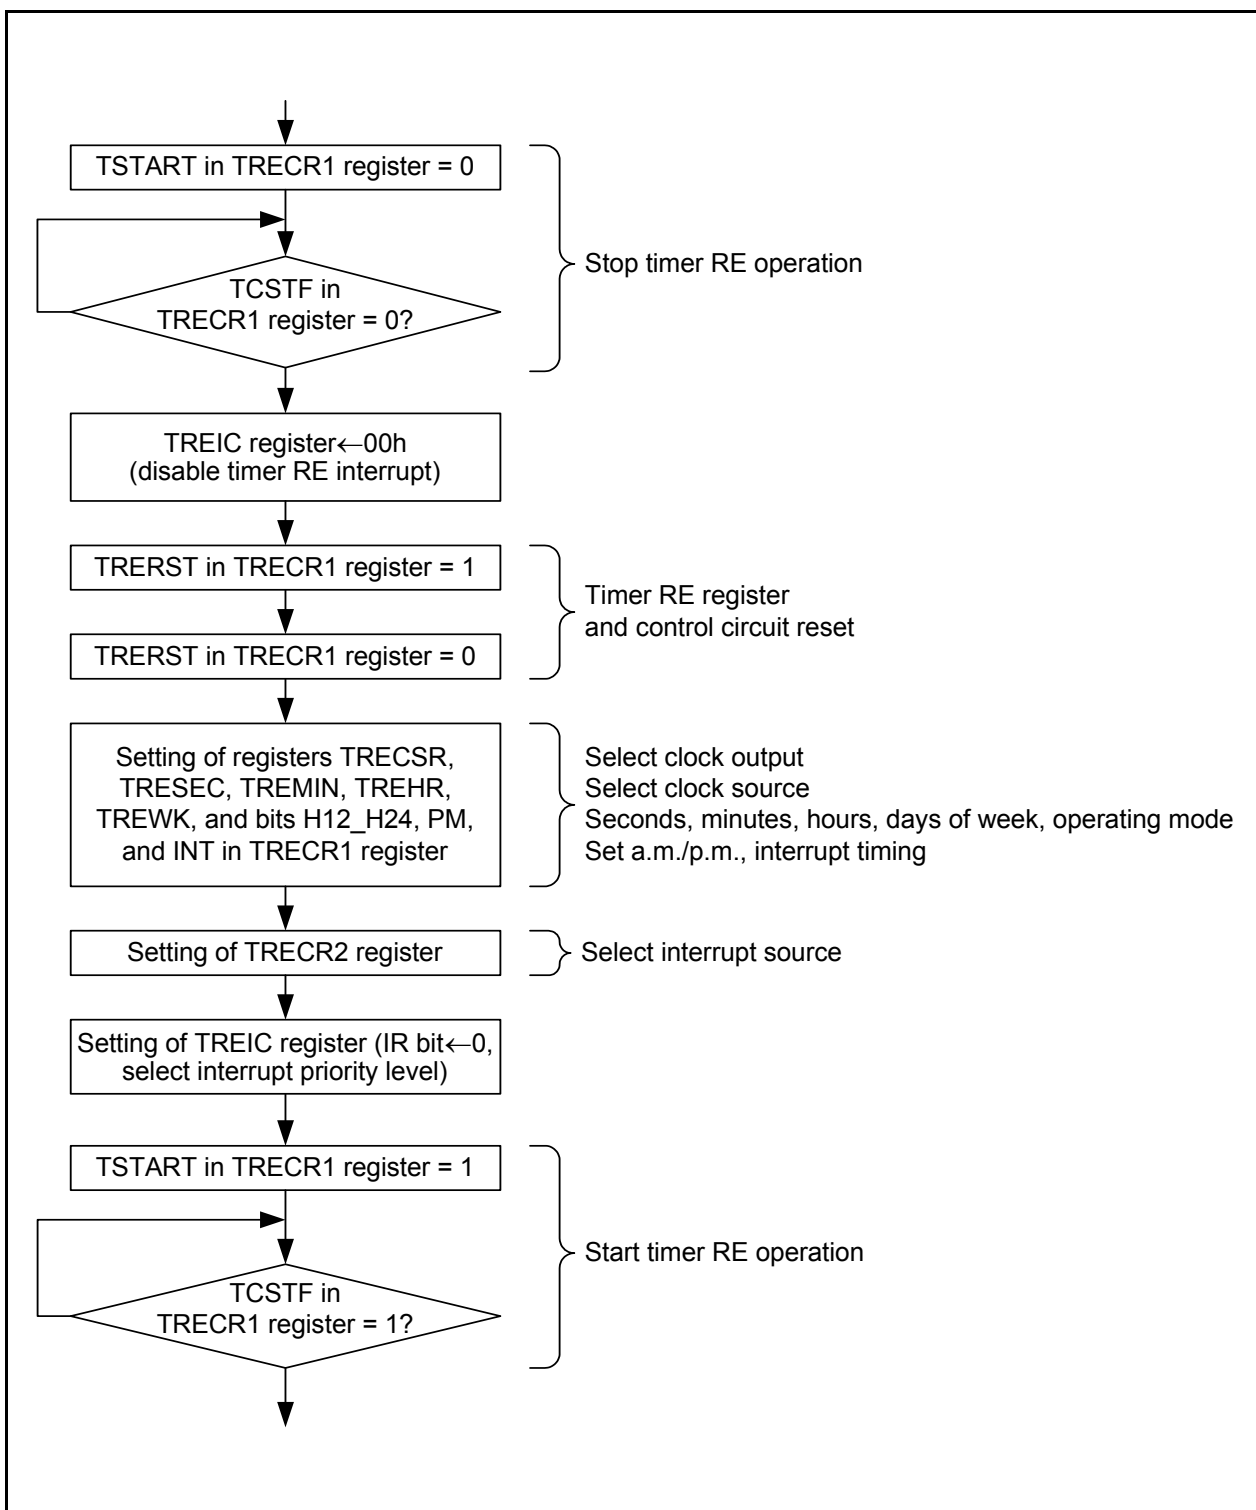 TSTART in TRECR1 register = 0
TCSTF in
TRECR1 register = 0?
Stop timer RE operation
TREIC register←00h
(disable timer RE interrupt)
TRERST in TRECR1 register = 1
TRERST in TRECR1 register = 0
Timer RE register
and control circuit reset
Setting of registers TRECSR,
TRESEC, TREMIN, TREHR,
TREWK, and bits H12_H24, PM,
and INT in TRECR1 register
Select clock output
Select clock source
Seconds, minutes, hours, days of week, operating mode
Set a.m./p.m., interrupt timing
Setting of TRECR2 register
Select interrupt source
Setting of TREIC register (IR bit←0,
select interrupt priority level)
TSTART in TRECR1 register = 1
TCSTF in
TRECR1 register = 1?
Start timer RE operation